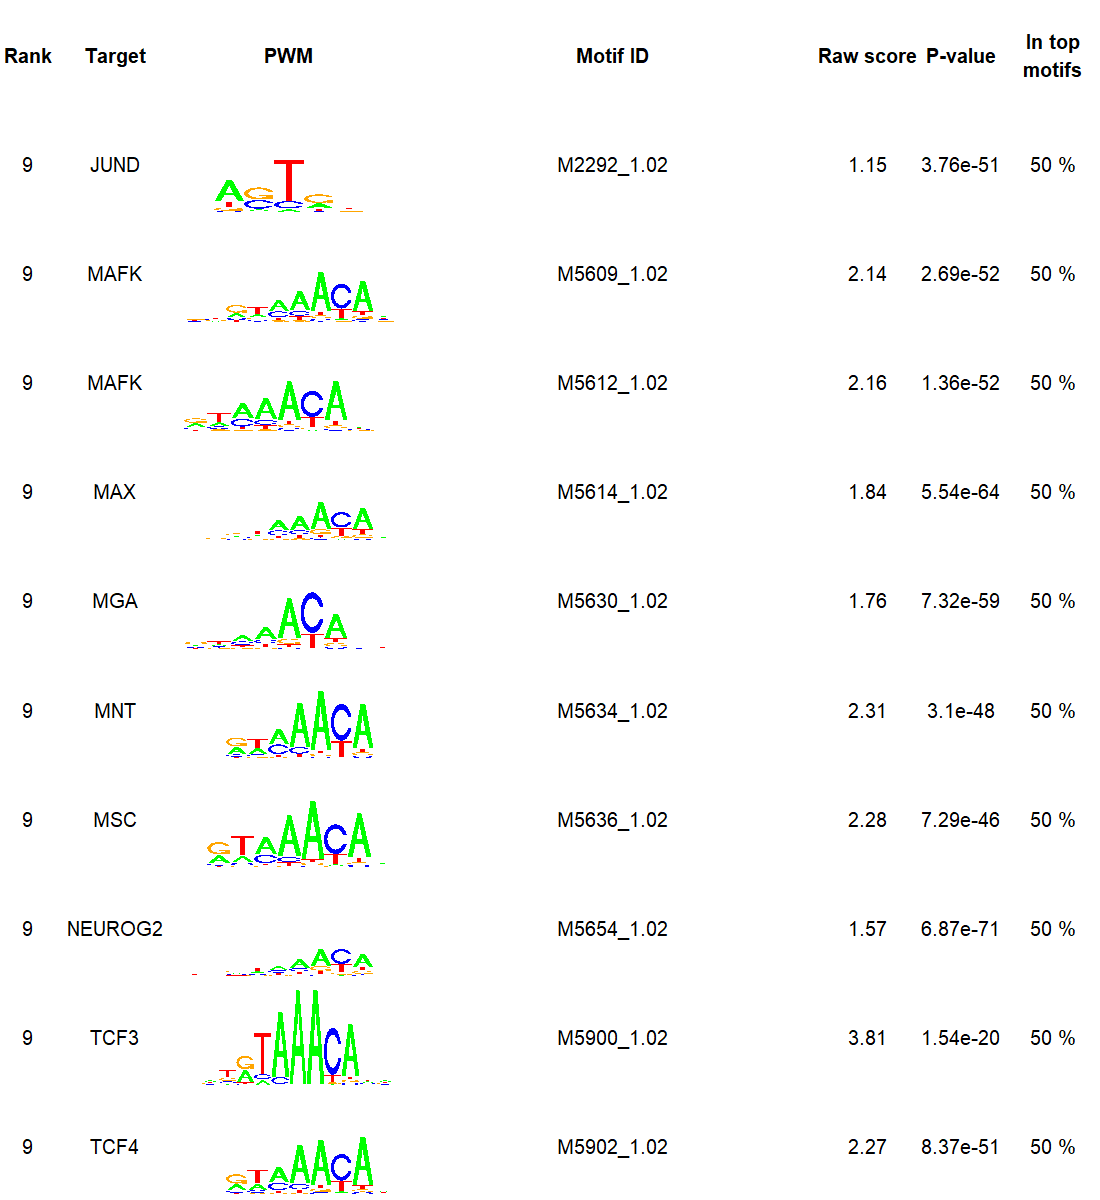 Rank Target PWM Motif ID Raw score P-value In top motifs
9 JUND M2292_1.02 1.15 3.76e-51 50 %
9 MAFK M5609_1.02 2.14 2.69e-52 50 %
9 MAFK M5612_1.02 2.16 1.36e-52 50 %
9 MAX M5614_1.02 1.84 5.54e-64 50 %
9 MGA M5630_1.02 1.76 7.32e-59 50 %
9 MNT M5634_1.02 2.31 3.1e-48 50 %
9 MSC M5636_1.02 2.28 7.29e-46 50 %
9 NEUROG2 M5654_1.02 1.57 6.87e-71 50 %
9 TCF3 M5900_1.02 3.81 1.54e-20 50 %
9 TCF4 M5902_1.02 2.27 8.37e-51 50 %